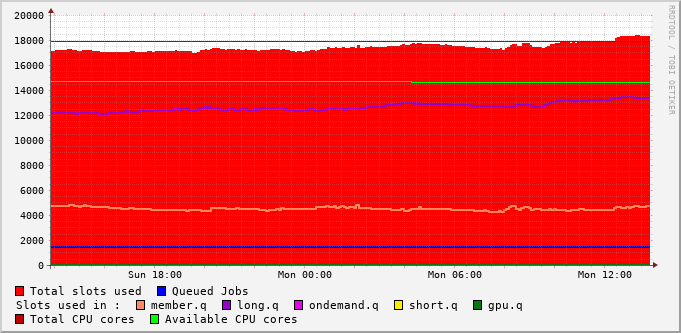 20000
18000
16000
14000
12000
10000
8000
6000
4000
2000
0
Sun 18:00 Mon 00:00 Mon 06:00 Mon 12:00
RRDTOOL / TOBI OETIKER
Total slots used Queued Jobs
Slots used in : member.q long.q ondemand.q short.q gpu.q
Total CPU cores Available CPU cores